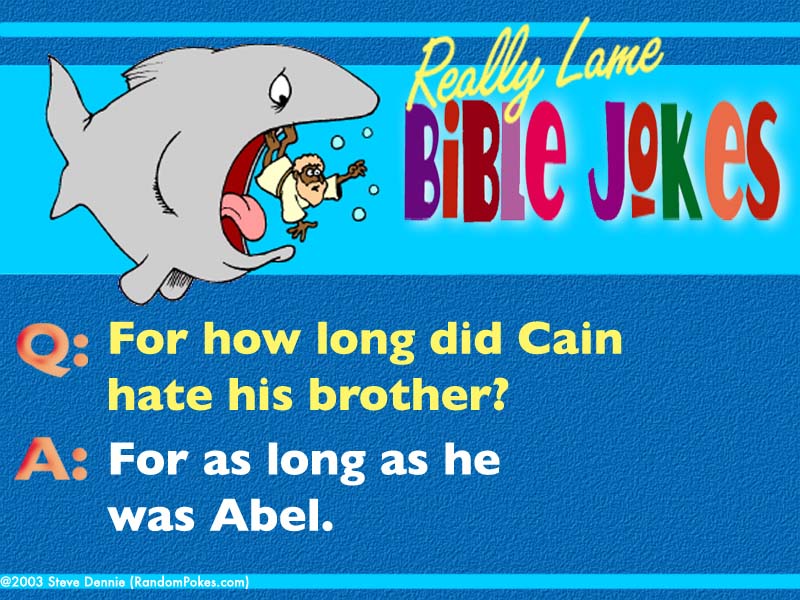 Really Lame
BiBLe JoKes
Q: For how long did Cain
hate his brother?
A: For as long as he
was Abel.
@2003 Steve Dennie (RandomPokes.com)